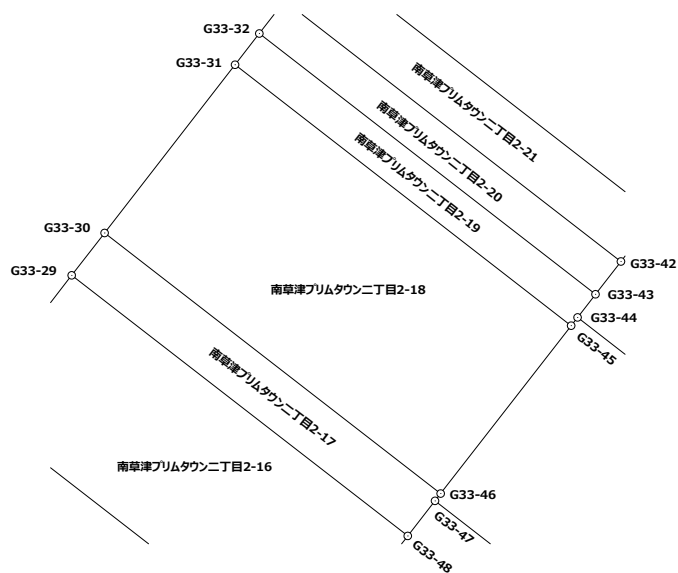 G33-32
G33-31
南草津プリムタウン二丁目2-21
南草津プリムタウン二丁目2-20
南草津プリムタウン二丁目2-19
G33-30
G33-29
G33-42
南草津プリムタウン二丁目2-18
G33-43
G33-44
G33-45
南草津プリムタウン二丁目2-17
南草津プリムタウン二丁目2-16
G33-46
G33-47
G33-48